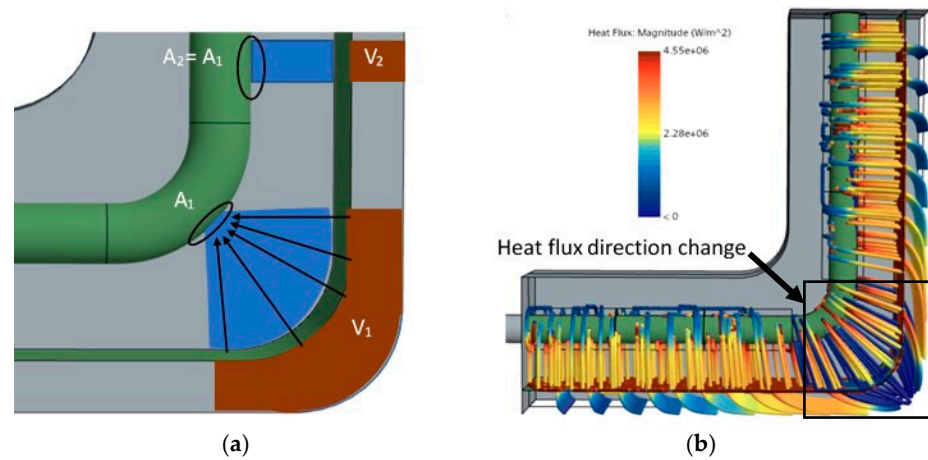 A₂= A₁
V₂
A₁
V₁
(a)
Heat Flux: Magnitude (W/m^2)
4.55e+06
2.28e+06
< 0
Heat flux direction change
(b)